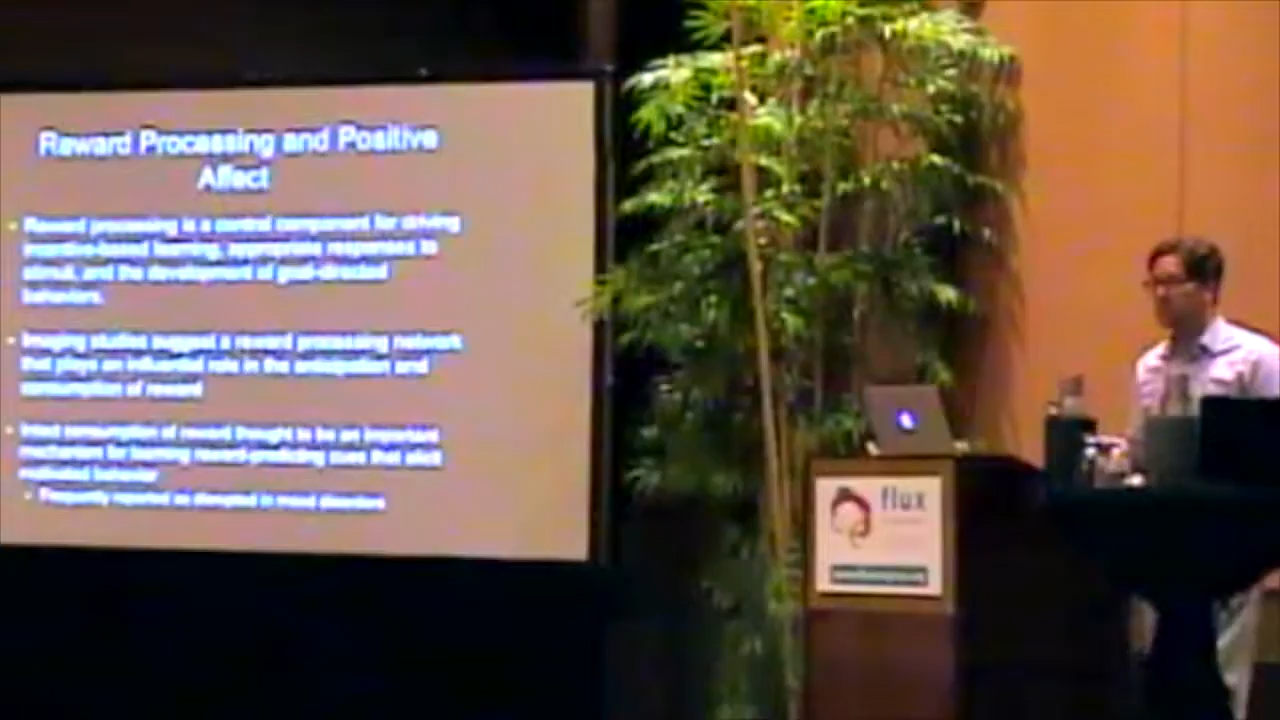 Reward Processing and Positive
Affect
Reward processing is a central component for driving
incentive-based learning, appropriate responses to
stimuli, and the development of goal-directed
behaviors.
Imaging studies suggest a reward processing network
that plays an influential role in the anticipation and
consumption of reward
Initial consumption of reward thought to be an important
mechanism for learning reward-predicting cues that elicit
motivated behavior
Frequently reported as disrupted in mood disorders
flux